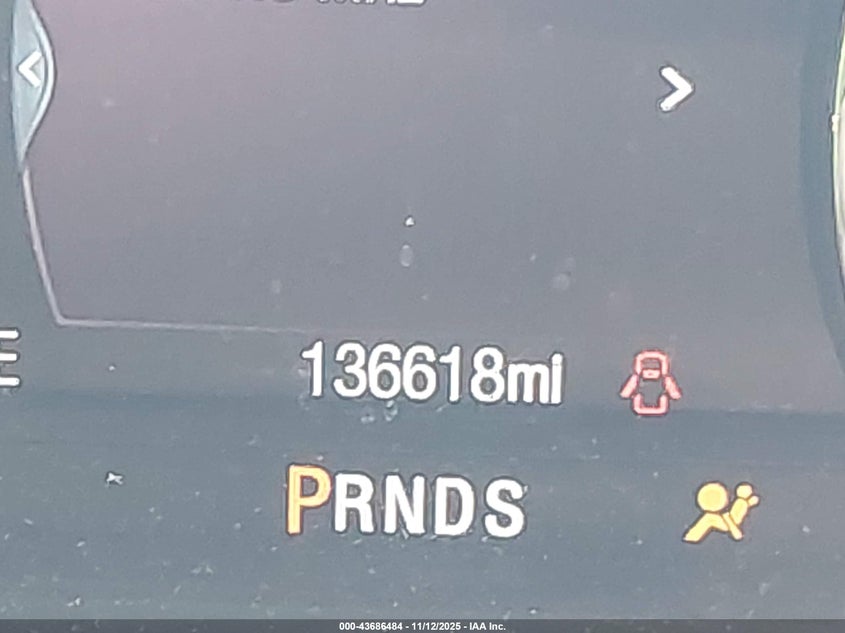 E
136618mi
PRNDS
000-43686484 - 11/12/2025 - IAA Inc.